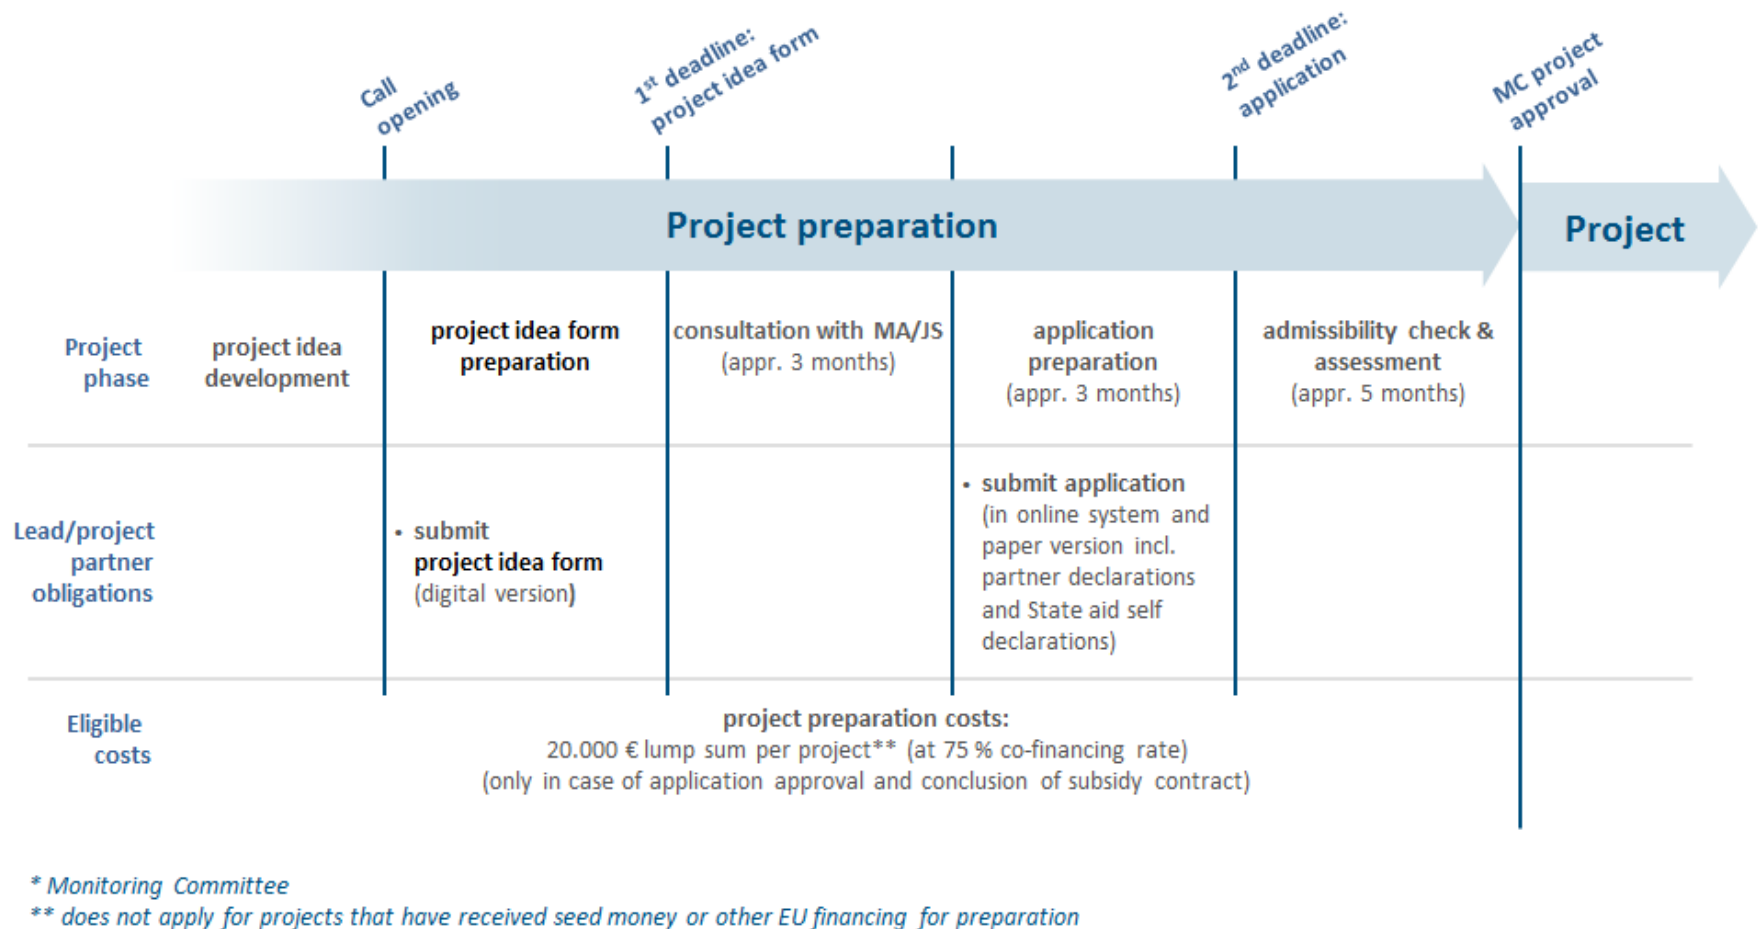 Call
opening
1st deadline:
project idea form
2nd deadline:
application
MC project
approval
Project preparation
Project
Project
phase
project idea
development
project idea form
preparation
consultation with MA/JS
(appr. 3 months)
application
preparation
(appr. 3 months)
admissibility check &
assessment
(appr. 5 months)
Lead/project
partner
obligations
• submit
project idea form
(digital version)
• submit application
(in online system and
paper version incl.
partner declarations
and State aid self
declarations)
Eligible
costs
project preparation costs:
20.000 € lump sum per project** (at 75 % co-financing rate)
(only in case of application approval and conclusion of subsidy contract)
* Monitoring Committee
** does not apply for projects that have received seed money or other EU financing for preparation